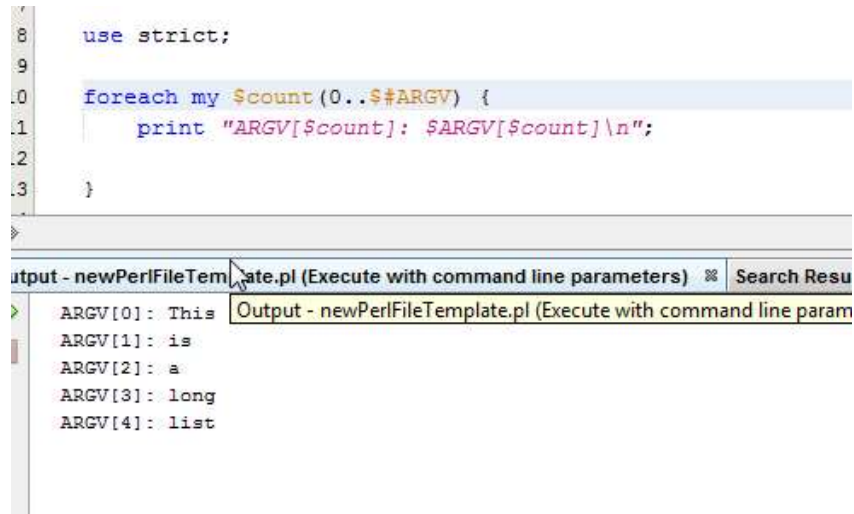 8 use strict;
9
10 foreach my $count(0..$#ARGV) {
11 print "ARGV[$count]: $ARGV[$count]\n";
12
13 }
utput - newPerlFileTem ate.pl (Execute with command line parameters) Search Resu
ARGV[0]: This
Output - newPerlFileTemplate.pl (Execute with command line param
ARGV[1]: is
ARGV[2]: a
ARGV[3]: long
ARGV[4]: list